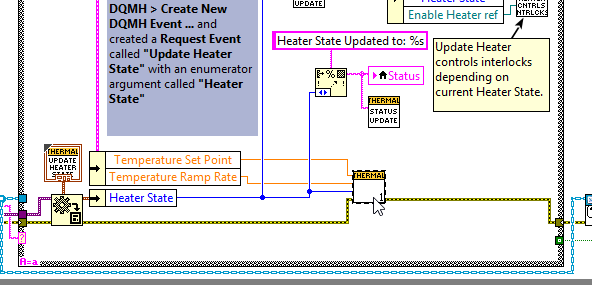 DQMH > Create New
DQMH Event ... and
created a Request Event
called "Update Heater
State" with an enumerator
argument called "Heater
State"
UPDATE
Enable Heater ref
CNTRLS
Heater State Updated to: %s
Update Heater
controls interlocks
depending on
current Heater State.
Status
THERMAL
STATUS
UPDATE
THERMAL
UPDATE
HEATER
STATE
Temperature Set Point
Temperature Ramp Rate
Heater State
THERMAL
1